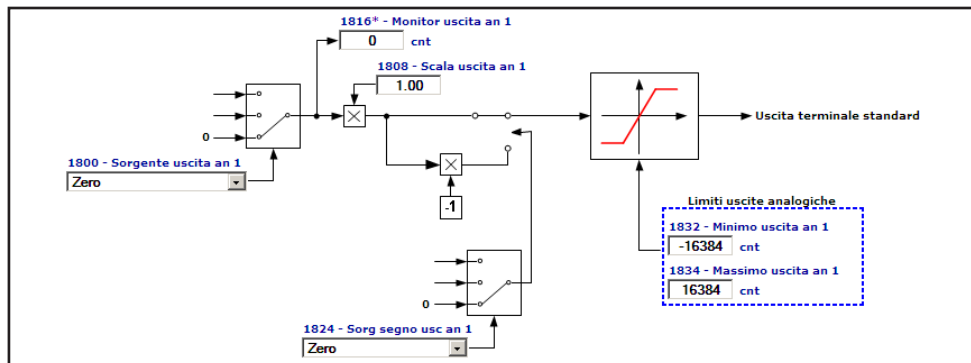 1816* - Monitor uscita an 1
0 cnt
1808 - Scala uscita an 1
1.00
0
1800 - Sorgente uscita an 1
Zero
Uscita terminale standard
-1
Limiti uscite analogiche
1832 - Minimo uscita an 1
-16384 cnt
1834 - Massimo uscita an 1
16384 cnt
0
1824 - Sorg segno usc an 1
Zero